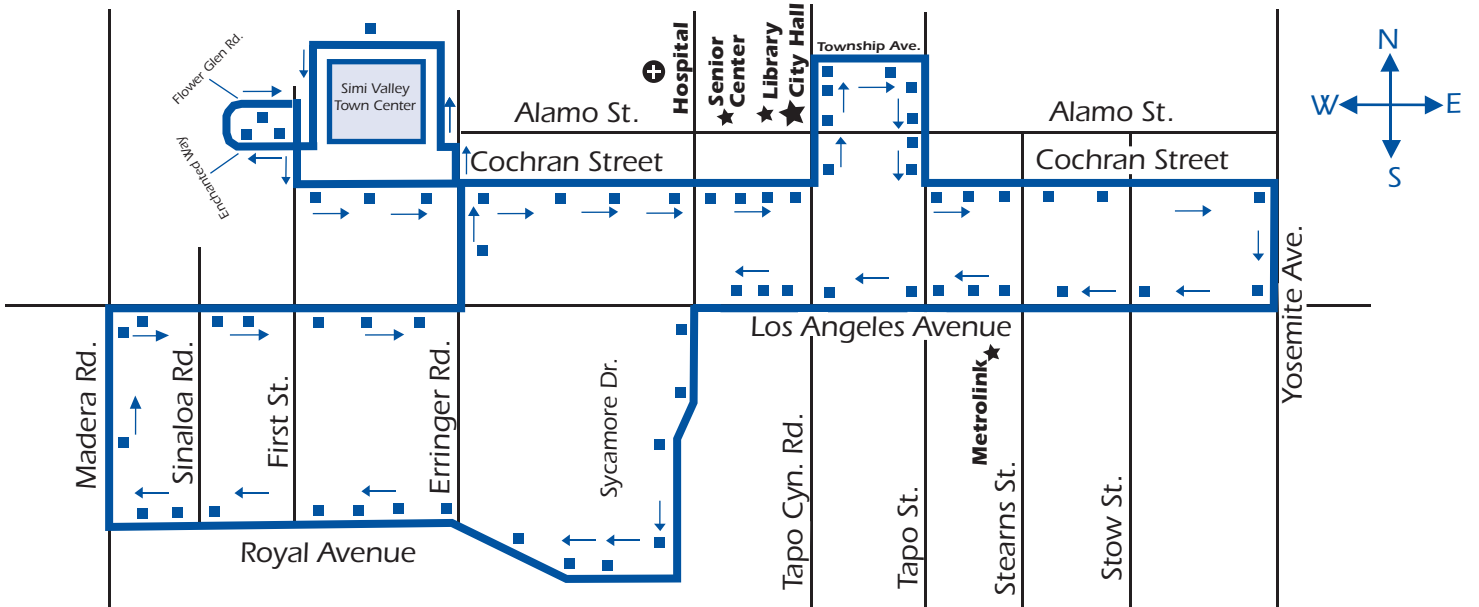 Flower Glen Rd.
Enchanted Way
Simi Valley
Town Center
Alamo St.
Cochran Street
Hospital
Senior
Center
Library
City Hall
Township Ave.
Alamo St.
Cochran Street
N
W
E
S
Los Angeles Avenue
Yosemite Ave.
Madera Rd.
Sinaloa Rd.
First St.
Erringer Rd.
Sycamore Dr.
Tapo Cyn. Rd.
Tapo St.
Metrolink
Stearns St.
Stow St.
Royal Avenue